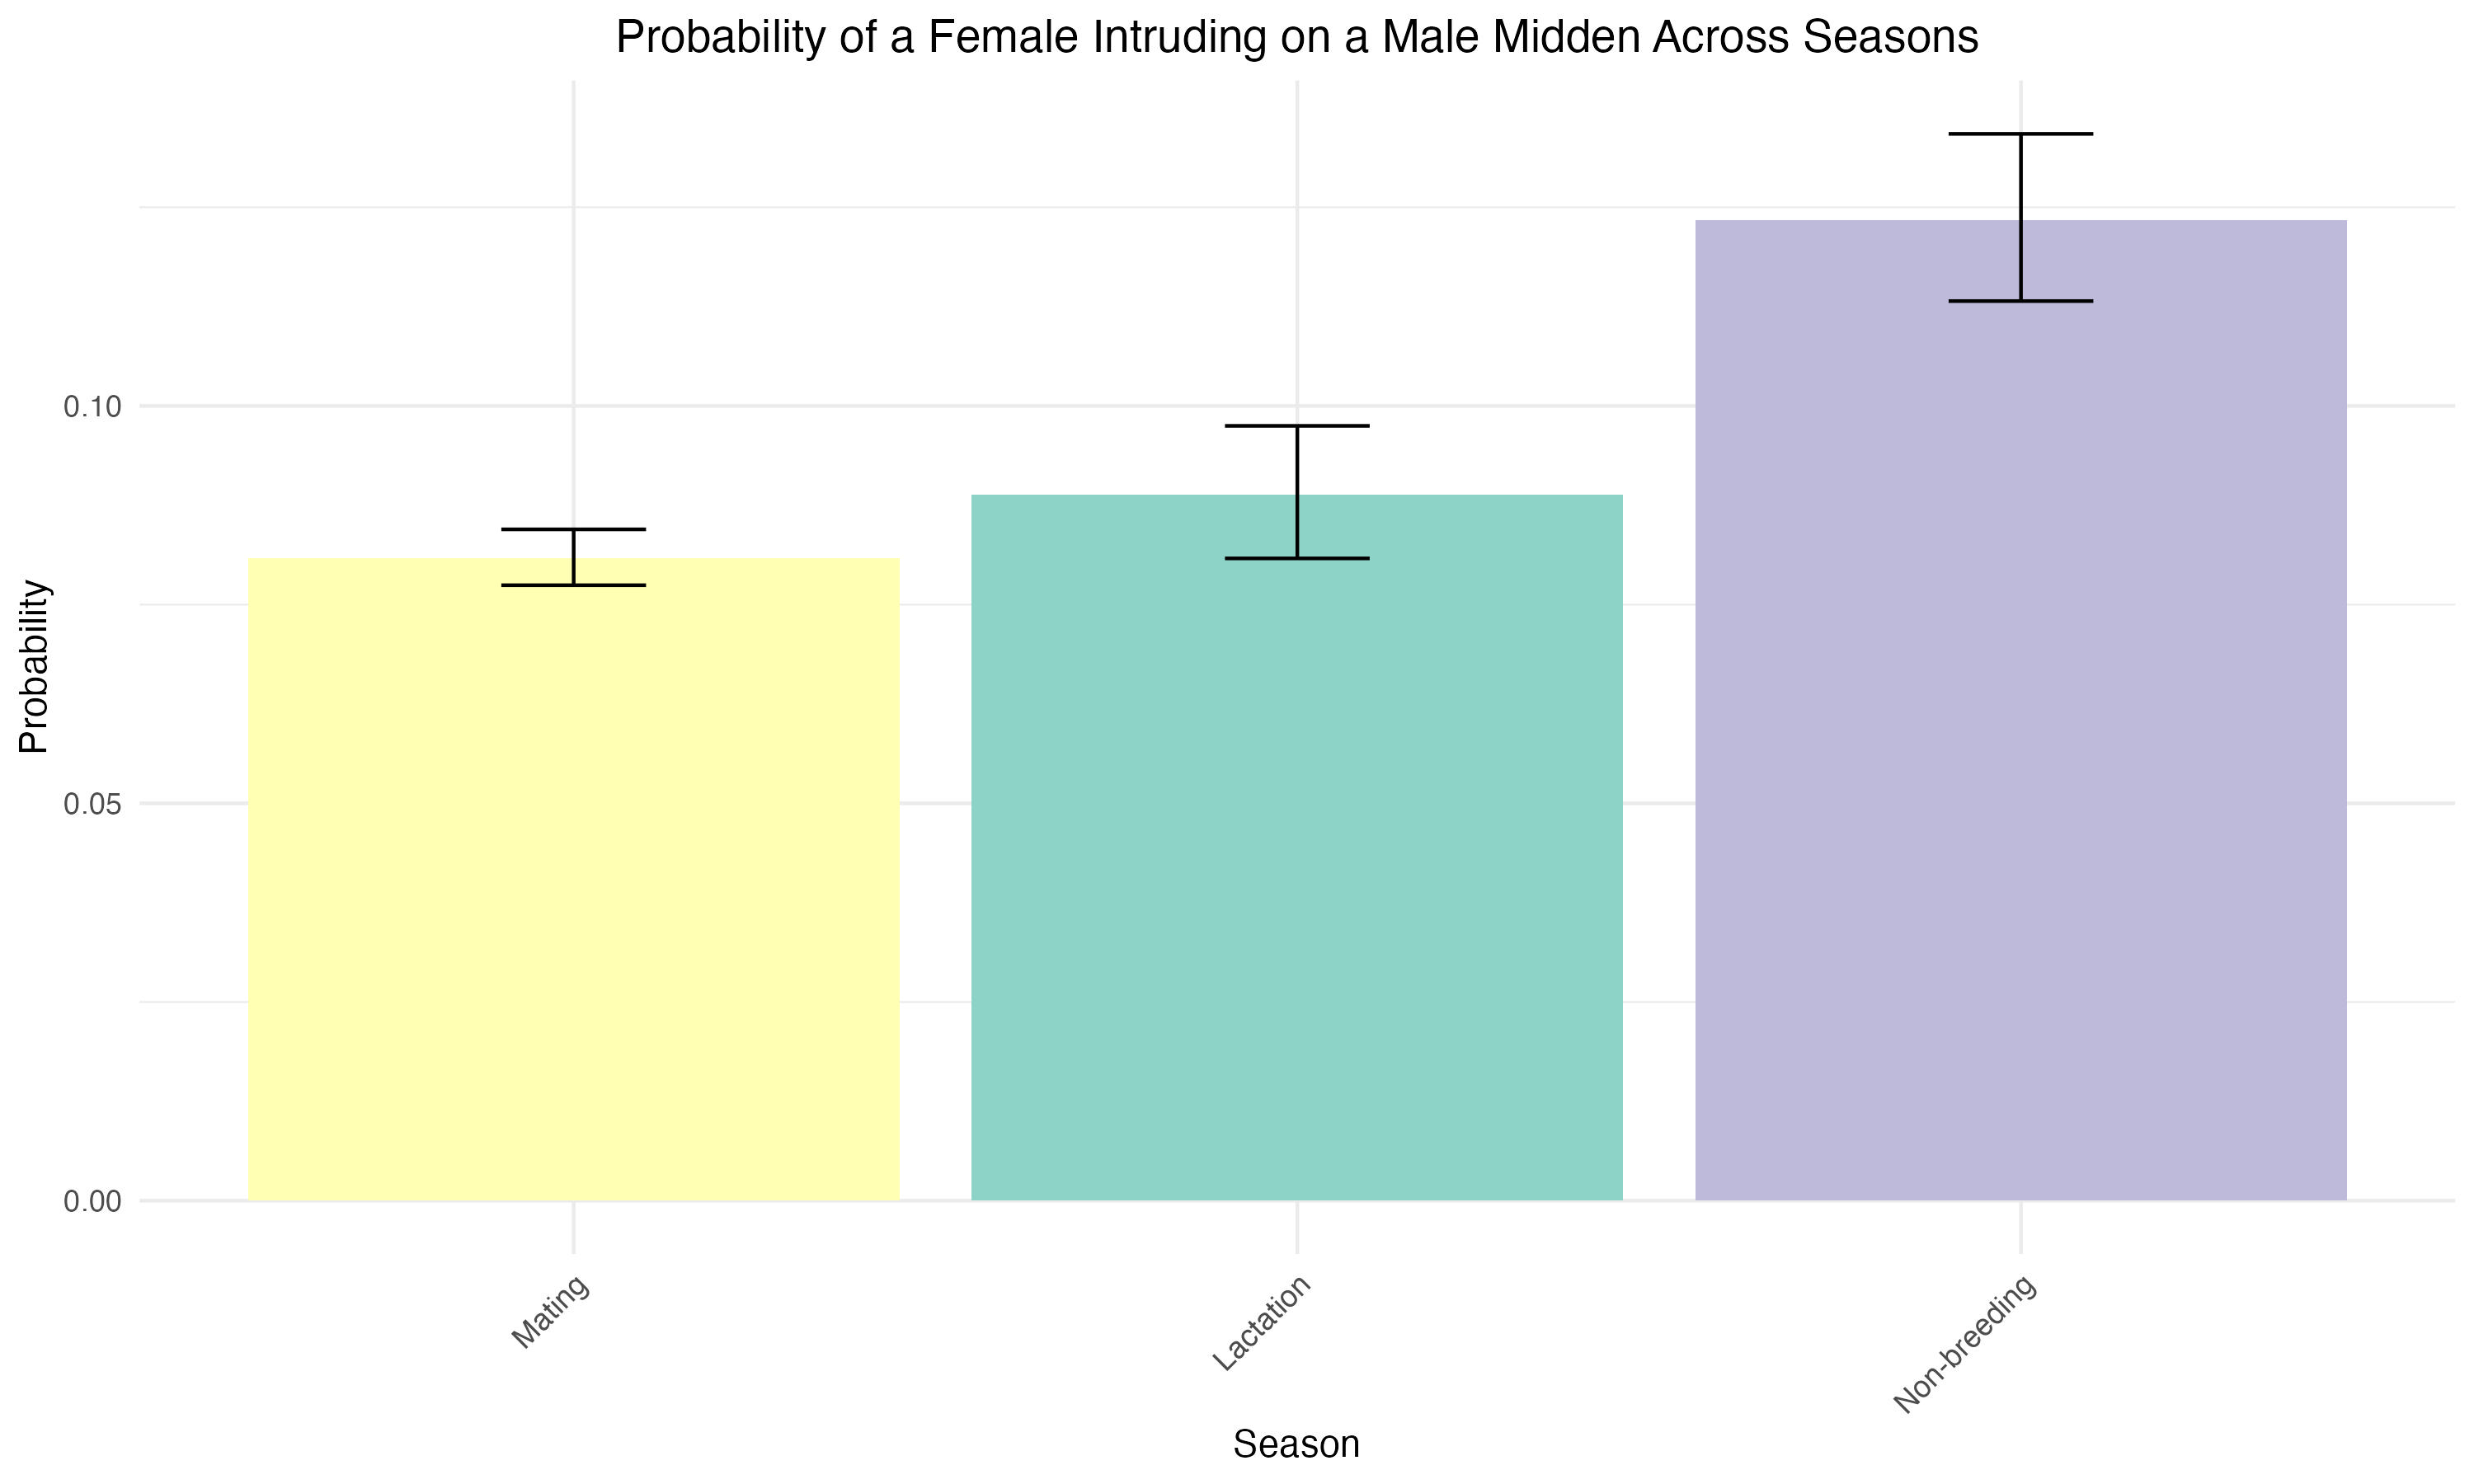 Probability of a Female Intruding on a Male Midden Across Seasons
Probability
0.10
0.05
0.00
Mating
Lactation
Non-breeding
Season